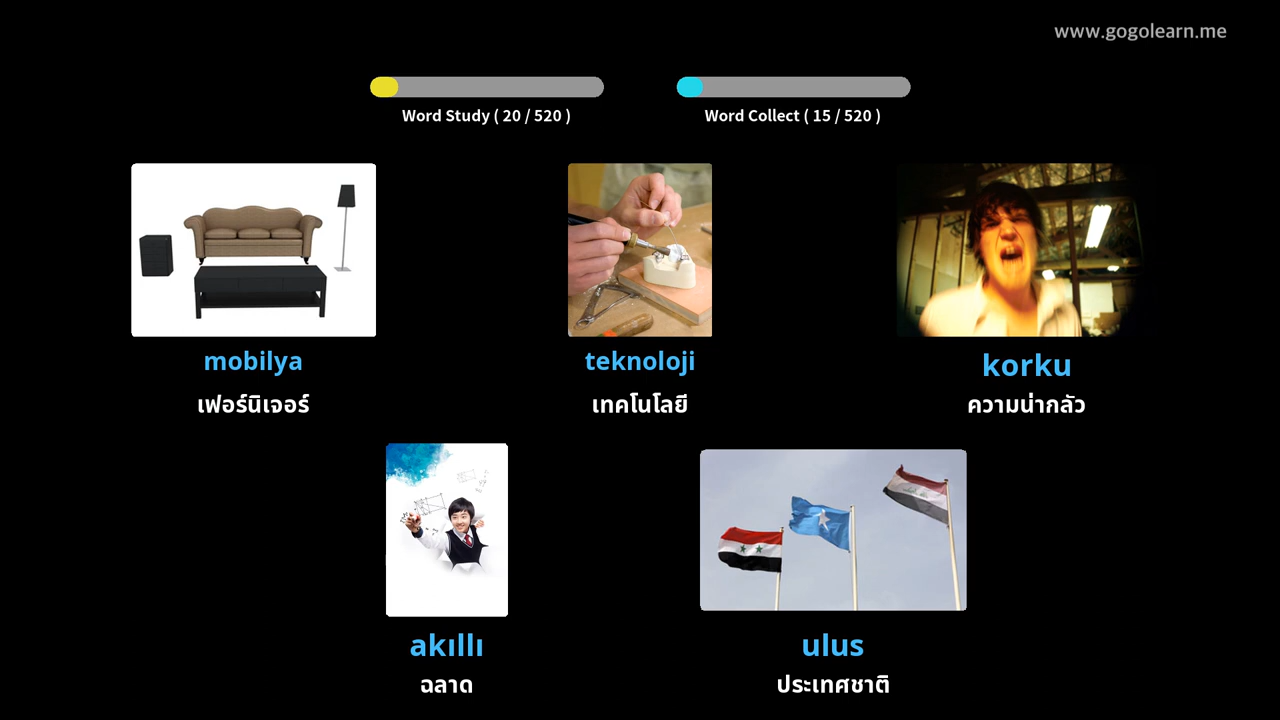 www.gogolearn.me
Word Study ( 20 / 520 )
Word Collect ( 15 / 520 )
mobilya
เฟอร์นิเจอร์
teknoloji
เทคโนโลยี
korku
ความน่ากลัว
akıllı
ฉลาด
ulus
ประเทศชาติ